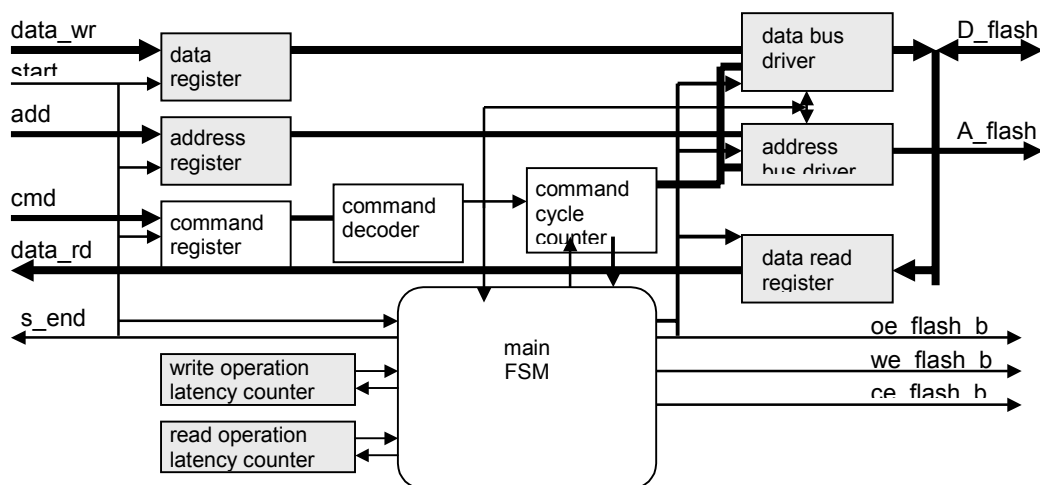 data_wr
start
add
cmd
data_rd
s_end
data
register
address
register
command
register
command
decoder
command
cycle
counter
data bus
driver
address
bus driver
data read
register
D_flash
A_flash
main
FSM
write operation
latency counter
read operation
latency counter
oe_flash_b
we_flash_b
ce_flash_b